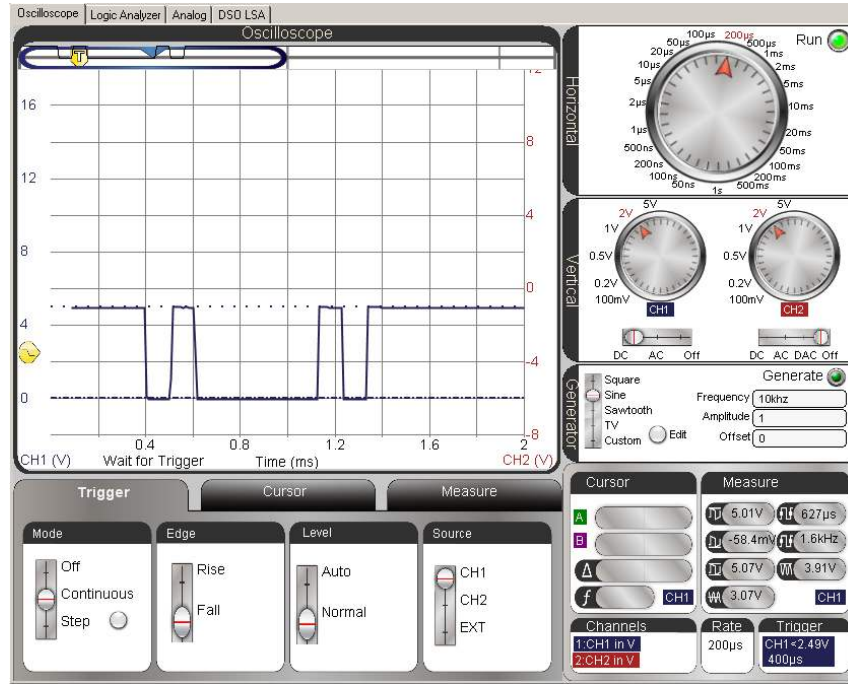 Oscilloscope Logic Analyzer Analog DSO LSA
Oscilloscope
T
16
12
8
4
0
12
8
4
0
-4
-8
0.4 0.8 1.2 1.6 2
CH1 (V) Wait for Trigger Time (ms) CH2 (V)
Horizontal
Run
100µs 200µs 500µs
50µs 1ms
20µs 2ms
10µs 5ms
5µs 10ms
2µs 20ms
1µs 50ms
500ns 100ms
200ns 200ms
100ns 500ms
50ns 1s
Vertical
5V
2V
1V
0.5V
0.2V
100mV
CH1
DC AC Off
5V
2V
1V
0.5V
0.2V
100mV
CH2
DC AC DAC Off
Generator
Square
Sine
Sawtooth
TV
Custom
Edit
Generate
Frequency 10khz
Amplitude 1
Offset 0
Trigger Cursor Measure
Mode
Off
Continuous
Step
Edge
Rise
Fall
Level
Auto
Normal
Source
CH1
CH2
EXT
Cursor
A
B
Δ
f CH1
Measure
5.01V 627µs
-58.4mV 1.6kHz
5.07V 3.91V
3.07V CH1
Channels
1:CH1 in V
2:CH2 in V
Rate
200µs
Trigger
CH1<2.49V
400µs